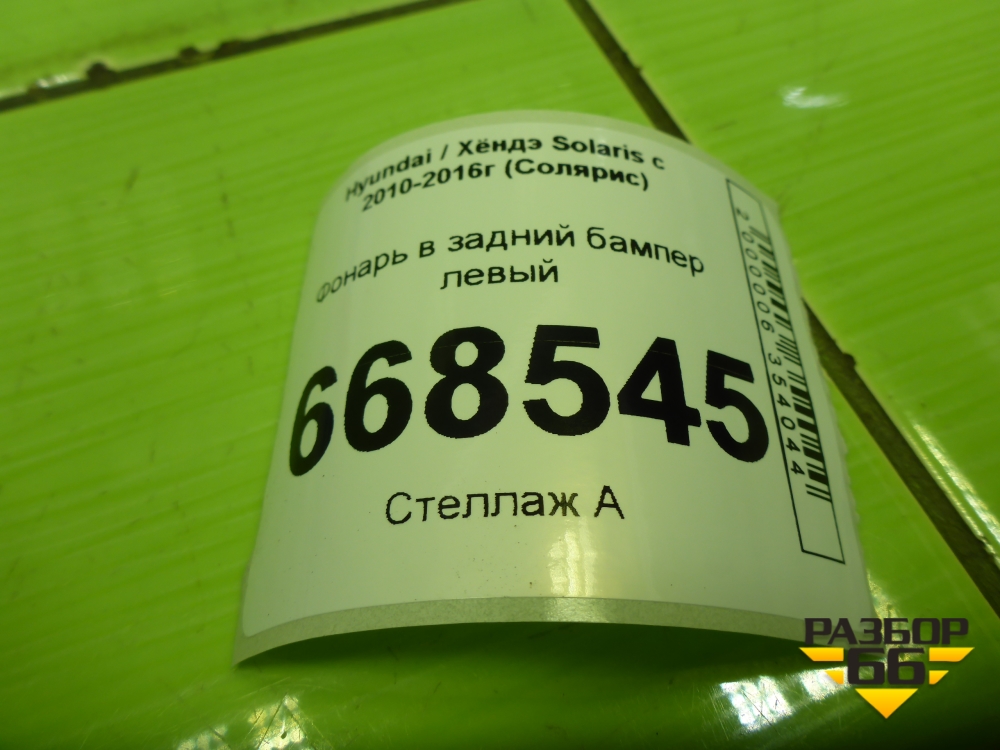 Hyundai / Хёндэ Solaris с
2010-2016г (Солярис)
фонарь в задний бампер
левый
668545
Стеллаж А
2000006354044
РАЗБОР
66